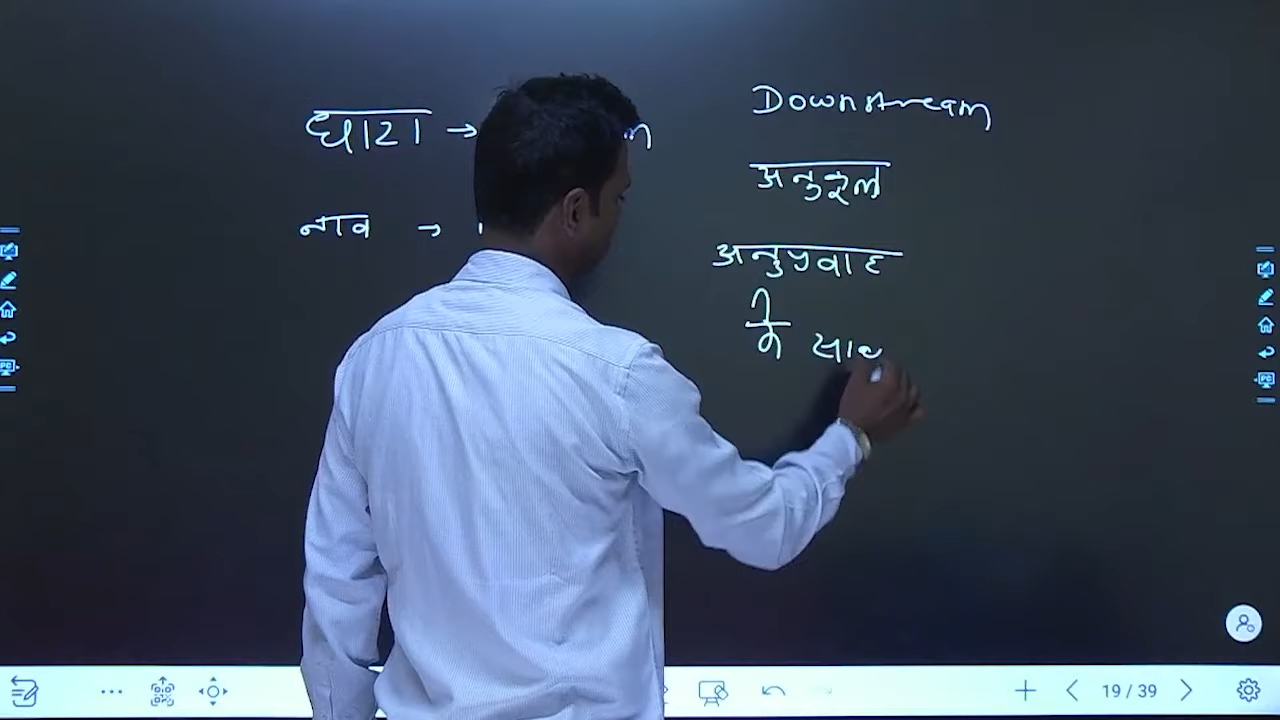 धारा →
नाव →
Downstream
अनुकूल
अनुप्रवाह
के साथ
19 / 39